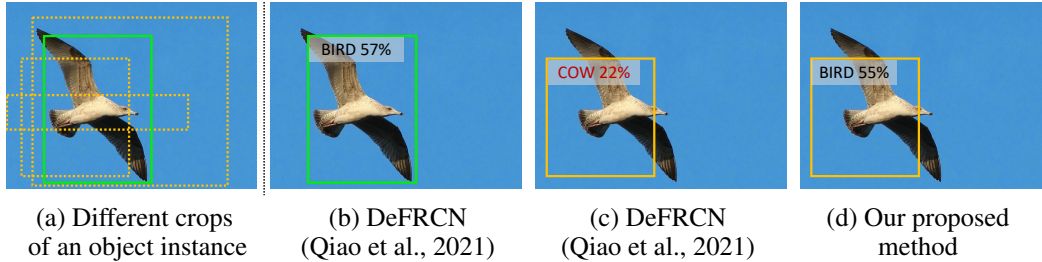 BIRD 57%
COW 22%
BIRD 55%
(a) Different crops
of an object instance
(b) DeFRCN
(Qiao et al., 2021)
(c) DeFRCN
(Qiao et al., 2021)
(d) Our proposed
method